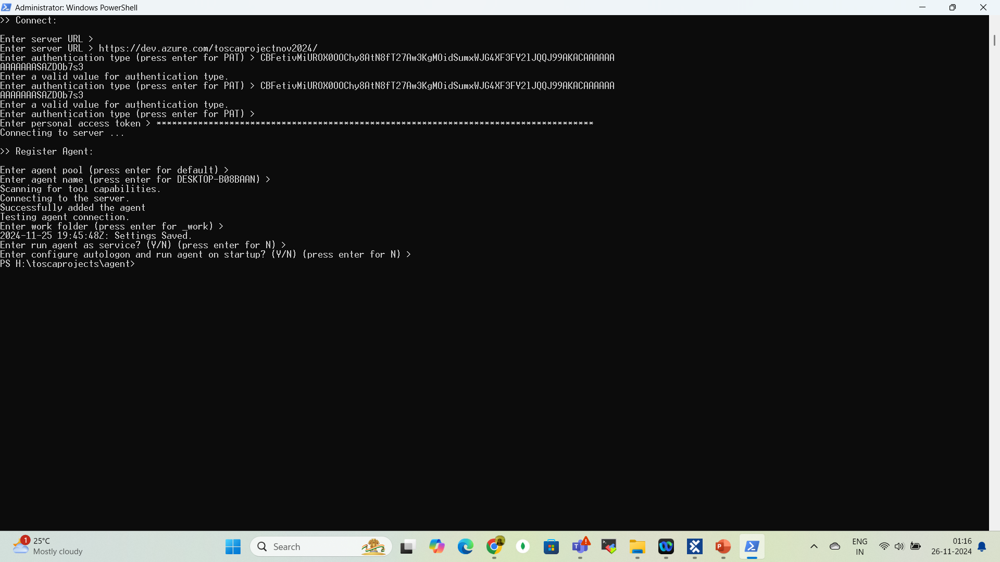 Administrator: Windows PowerShell
>> Connect:
Enter server URL >
Enter server URL > https://dev.azure.com/toscaprojectnov2024/
Enter authentication type (press enter for PAT) > CBFetivMiUROX0OOChy8AtN8fT27Aw3KgMOidSumxWJG4XF3FY2lJQQJ99AKACAAAAAA
AAAAAAASAZDOb7s3
Enter a valid value for authentication type.
Enter authentication type (press enter for PAT) > CBFetivMiUROX0OOChy8AtN8fT27Aw3KgMOidSumxWJG4XF3FY2lJQQJ99AKACAAAAAA
AAAAAAASAZDOb7s3
Enter a valid value for authentication type.
Enter authentication type (press enter for PAT) >
Enter personal access token > ************************************************************************************
Connecting to server ...
>> Register Agent:
Enter agent pool (press enter for default) >
Enter agent name (press enter for DESKTOP-B08BAAN) >
Scanning for tool capabilities.
Connecting to the server.
Successfully added the agent
Testing agent connection.
Enter work folder (press enter for _work) >
2024-11-25 19:45:48Z: Settings Saved.
Enter run agent as service? (Y/N) (press enter for N) >
Enter configure autologon and run agent on startup? (Y/N) (press enter for N) >
PS H:\toscaprojects\agent>
1
25°C
Mostly cloudy
Search
ENG
IN
01:16
26-11-2024